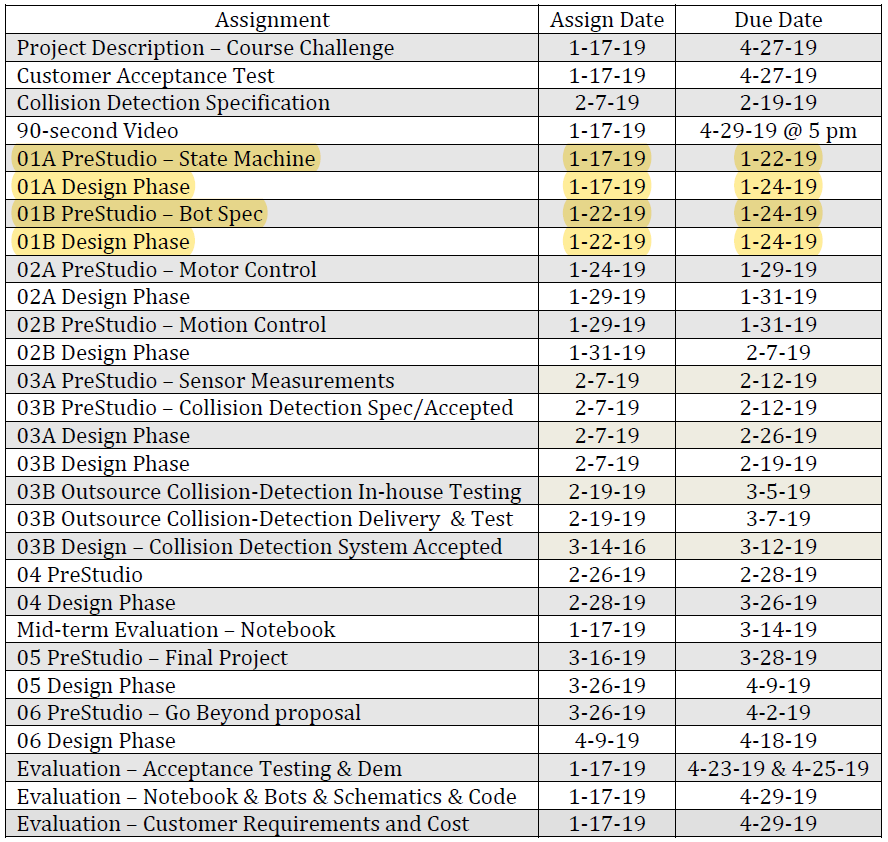 Assignment Assign Date Due Date
Project Description – Course Challenge 1-17-19 4-27-19
Customer Acceptance Test 1-17-19 4-27-19
Collision Detection Specification 2-7-19 2-19-19
90-second Video 1-17-19 4-29-19 @ 5 pm
01A PreStudio – State Machine 1-17-19 1-22-19
01A Design Phase 1-17-19 1-24-19
01B PreStudio – Bot Spec 1-22-19 1-24-19
01B Design Phase 1-22-19 1-24-19
02A PreStudio – Motor Control 1-24-19 1-29-19
02A Design Phase 1-29-19 1-31-19
02B PreStudio – Motion Control 1-29-19 1-31-19
02B Design Phase 1-31-19 2-7-19
03A PreStudio – Sensor Measurements 2-7-19 2-12-19
03B PreStudio – Collision Detection Spec/Accepted 2-7-19 2-12-19
03A Design Phase 2-7-19 2-26-19
03B Design Phase 2-7-19 2-19-19
03B Outsource Collision-Detection In-house Testing 2-19-19 3-5-19
03B Outsource Collision-Detection Delivery & Test 2-19-19 3-7-19
03B Design – Collision Detection System Accepted 3-14-16 3-12-19
04 PreStudio 2-26-19 2-28-19
04 Design Phase 2-28-19 3-26-19
Mid-term Evaluation – Notebook 1-17-19 3-14-19
05 PreStudio – Final Project 3-16-19 3-28-19
05 Design Phase 3-26-19 4-9-19
06 PreStudio – Go Beyond proposal 3-26-19 4-2-19
06 Design Phase 4-9-19 4-18-19
Evaluation – Acceptance Testing & Dem 1-17-19 4-23-19 & 4-25-19
Evaluation – Notebook & Bots & Schematics & Code 1-17-19 4-29-19
Evaluation – Customer Requirements and Cost 1-17-19 4-29-19